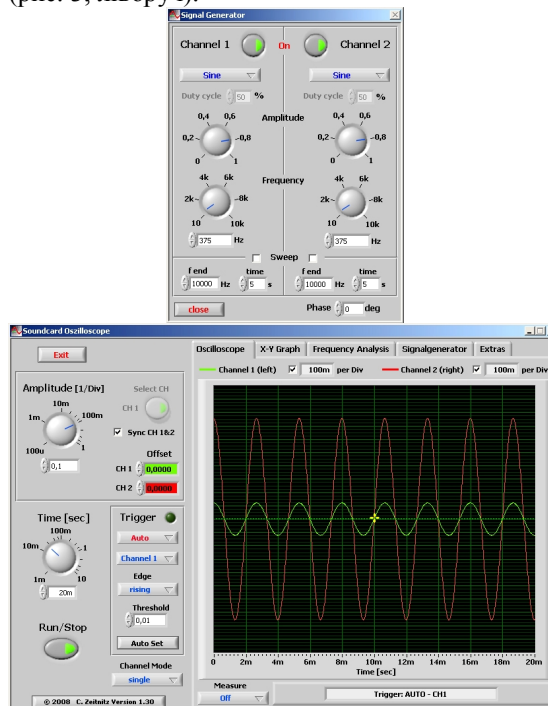 Signal Generator
Channel 1 On Channel 2
Sine Sine
Duty cycle 50 % Duty cycle 50 %
0,4 0,6 Amplitude 0,4 0,6
0,2 0,8 0,2 0,8
0 1 0 1
4k 6k Frequency 4k 6k
2k 8k 2k 8k
10 10k 10 10k
375 Hz 375 Hz
Sweep
f end time f end time
10000 Hz 5 s 10000 Hz 5 s
close Phase 0 deg
Soundcard Oszilloscope
Exit
Oscilloscope X-Y Graph Frequency Analysis Signalgenerator Extras
Channel 1 (left) 100m per Div Channel 2 (right) 100m per Div
Amplitude [1/Div] Select CH
10m CH 1
1m 100m
Sync CH 1&2
100u 1 Offset
0,1 CH 1 0,0000
CH 2 0,0000
Time [sec] Trigger
100m Auto
10m 1 Channel 1
1m 10 Edge
20m rising
Threshold
Run/Stop 0,01
Auto Set
0 2m 4m 6m 8m 10m 12m 14m 16m 18m 20m
Time [sec]
Channel Mode
single
Measure
Off Trigger: AUTO - CH1
© 2008 C. Zeitnitz Version 1.30